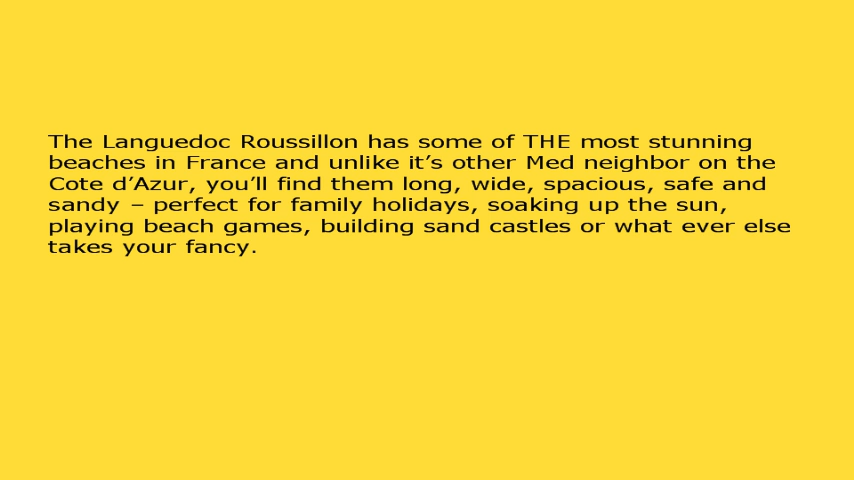 The Languedoc Roussillon has some of THE most stunning
beaches in France and unlike it’s other Med neighbor on the
Cote d’Azur, you’ll find them long, wide, spacious, safe and
sandy – perfect for family holidays, soaking up the sun,
playing beach games, building sand castles or what ever else
takes your fancy.